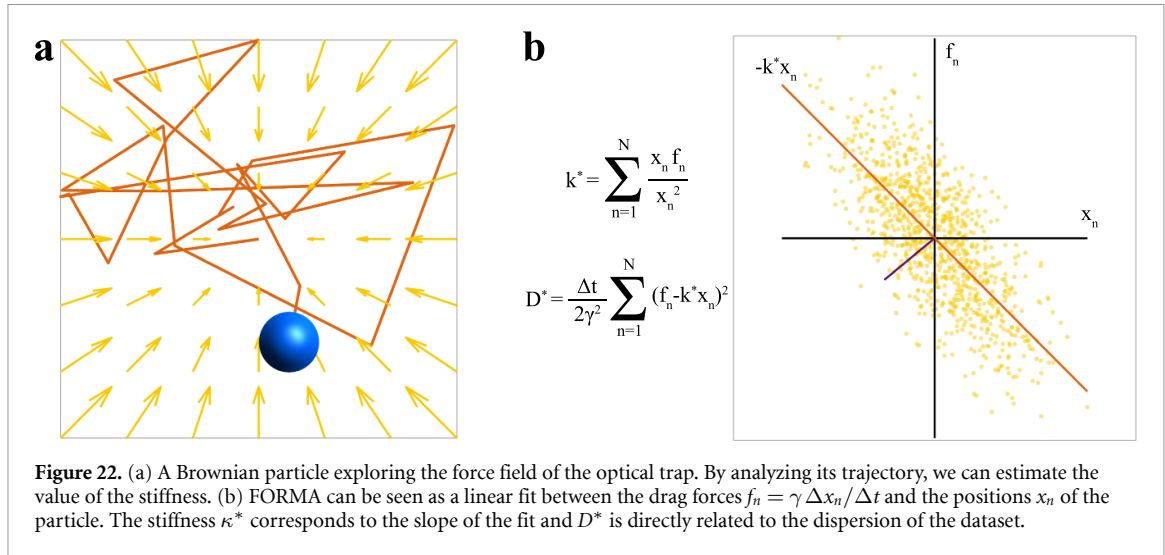 a
b
f_n
-k*x_n
x_n
k* = \sum_{n=1}^{N} \frac{x_n f_n}{x_n^2}
D* = \frac{Δt}{2γ^2} \sum_{n=1}^{N} (f_n-k*x_n)^2
Figure 22. (a) A Brownian particle exploring the force field of the optical trap. By analyzing its trajectory, we can estimate the
value of the stiffness. (b) FORMA can be seen as a linear fit between the drag forces f_n = γ Δx_n/Δt and the positions x_n of the
particle. The stiffness κ* corresponds to the slope of the fit and D* is directly related to the dispersion of the dataset.